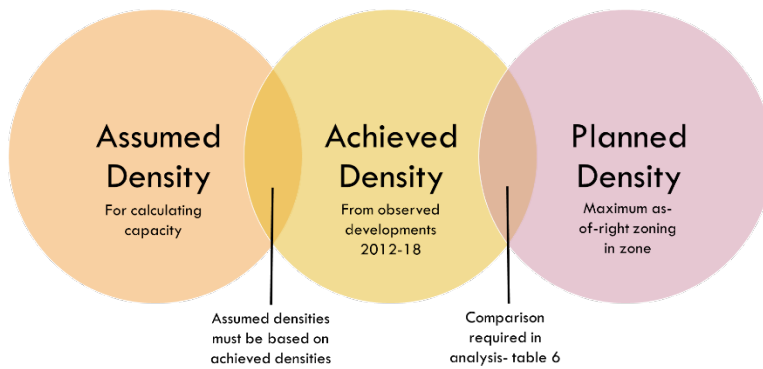 Assumed
Density
For calculating
capacity
Achieved
Density
From observed
developments
2012-18
Planned
Density
Maximum as-
of-right zoning
in zone
Assumed densities
must be based on
achieved densities
Comparison
required in
analysis- table 6